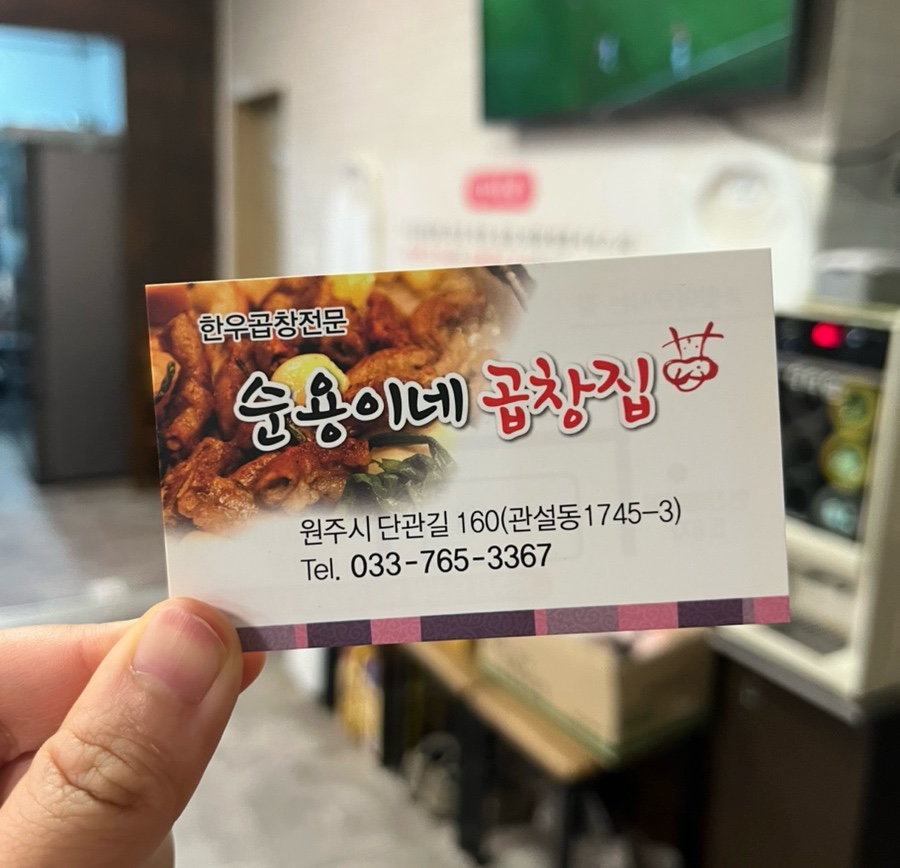 한우곱창전문
순용이네 곱창집
원주시 단관길 160(관설동1745-3)
Tel. 033-765-3367